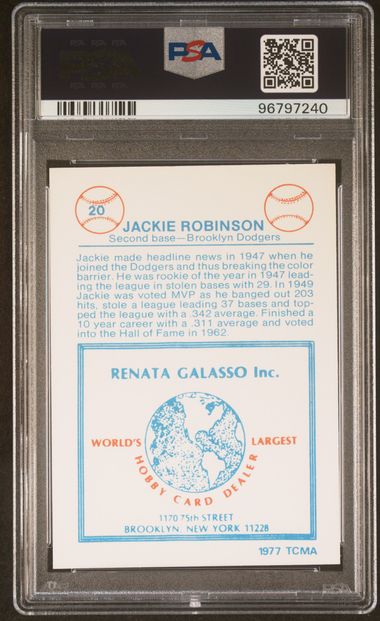 PSA
96797240
20
JACKIE ROBINSON
Second base—Brooklyn Dodgers
Jackie made headline news in 1947 when he
joined the Dodgers and thus breaking the color
barrier. He was rookie of the year in 1947 lead-
ing the league in stolen bases with 29. In 1949
Jackie was voted MVP as he banged out 203
hits, stole a league leading 37 bases and top-
ped the league with a .342 average. Finished a
10 year career with a .311 average and voted
into the Hall of Fame in 1962.
RENATA GALASSO Inc.
WORLD'S LARGEST
HOBBY CARD DEALER
1170 75th STREET
BROOKLYN, NEW YORK 11228
1977 TCMA
PSA